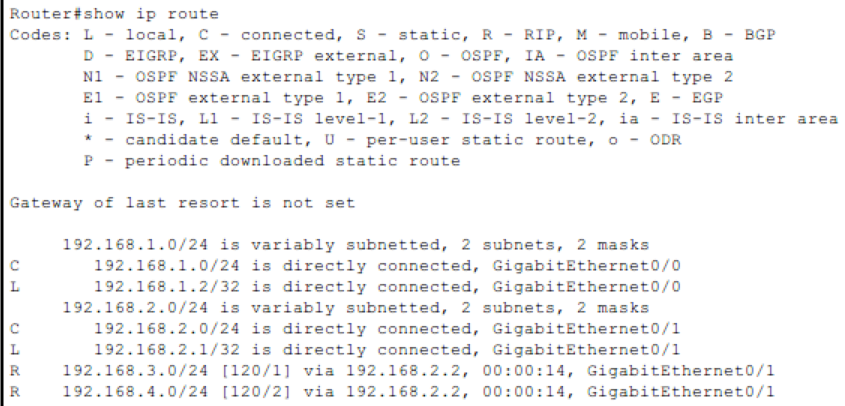 Router#show ip route
Codes: L - local, C - connected, S - static, R - RIP, M - mobile, B - BGP
       D - EIGRP, EX - EIGRP external, O - OSPF, IA - OSPF inter area
       N1 - OSPF NSSA external type 1, N2 - OSPF NSSA external type 2
       E1 - OSPF external type 1, E2 - OSPF external type 2, E - EGP
       i - IS-IS, L1 - IS-IS level-1, L2 - IS-IS level-2, ia - IS-IS inter area
       * - candidate default, U - per-user static route, o - ODR
       P - periodic downloaded static route

Gateway of last resort is not set

     192.168.1.0/24 is variably subnetted, 2 subnets, 2 masks
C       192.168.1.0/24 is directly connected, GigabitEthernet0/0
L       192.168.1.2/32 is directly connected, GigabitEthernet0/0
     192.168.2.0/24 is variably subnetted, 2 subnets, 2 masks
C       192.168.2.0/24 is directly connected, GigabitEthernet0/1
L       192.168.2.1/32 is directly connected, GigabitEthernet0/1
R    192.168.3.0/24 [120/1] via 192.168.2.2, 00:00:14, GigabitEthernet0/1
R    192.168.4.0/24 [120/2] via 192.168.2.2, 00:00:14, GigabitEthernet0/1